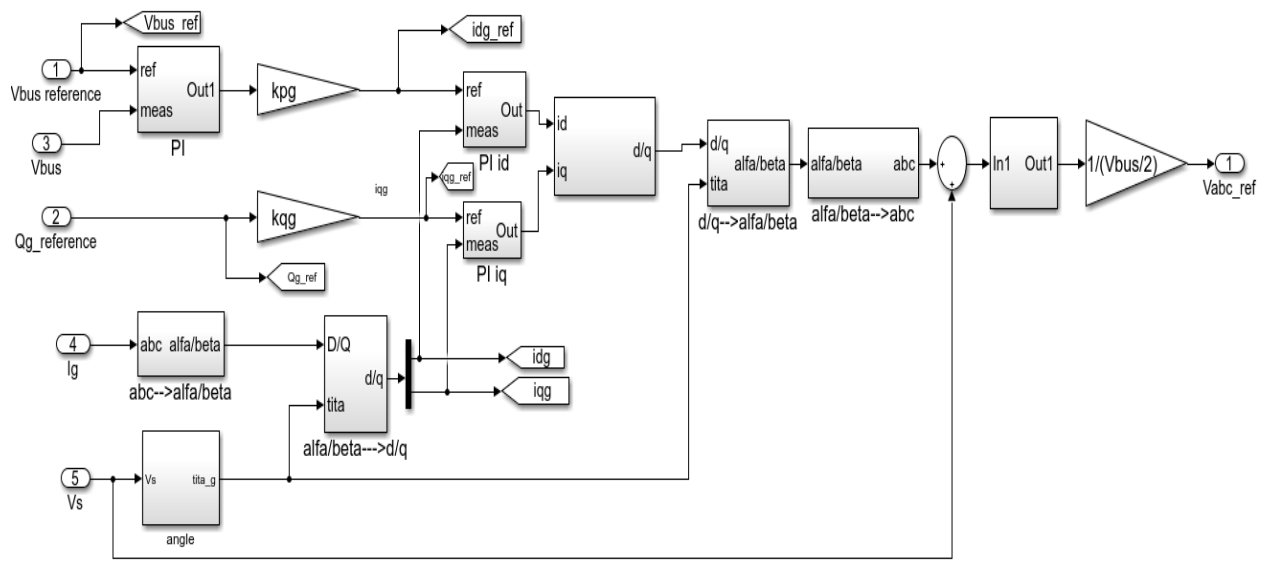 Vbus_ref
idg_ref
1
Vbus reference
ref
Out1
meas
PI
kpg
3
Vbus
ref
Out
meas
PI id
id
iq
d/q
d/q
alfa/beta
tita
d/q-->alfa/beta
alfa/beta
abc
alfa/beta-->abc
+
+
In1
Out1
1/(Vbus/2)
1
Vabc_ref
iqg_ref
iqg
2
Qg_reference
kqg
ref
Out
meas
PI iq
Qg_ref
4
Ig
abc
alfa/beta
abc-->alfa/beta
D/Q
d/q
tita
alfa/beta--->d/q
idg
iqg
5
Vs
Vs
tita_g
angle